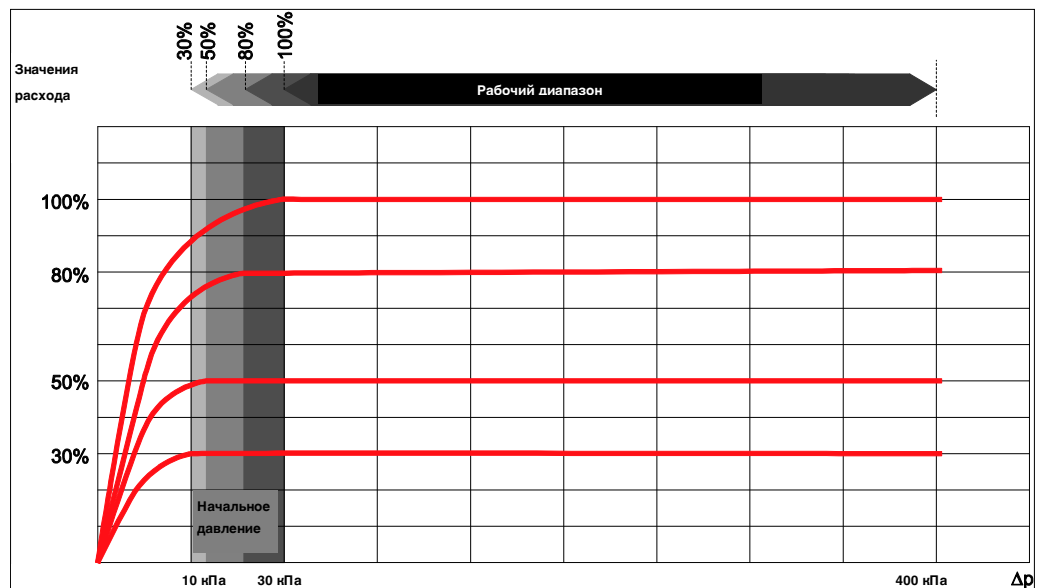 30%
50%
80%
100%
Значения
расхода
Рабочий диапазон
100%
80%
50%
30%
Начальное
давление
10 кПа
30 кПа
400 кПа
Δp